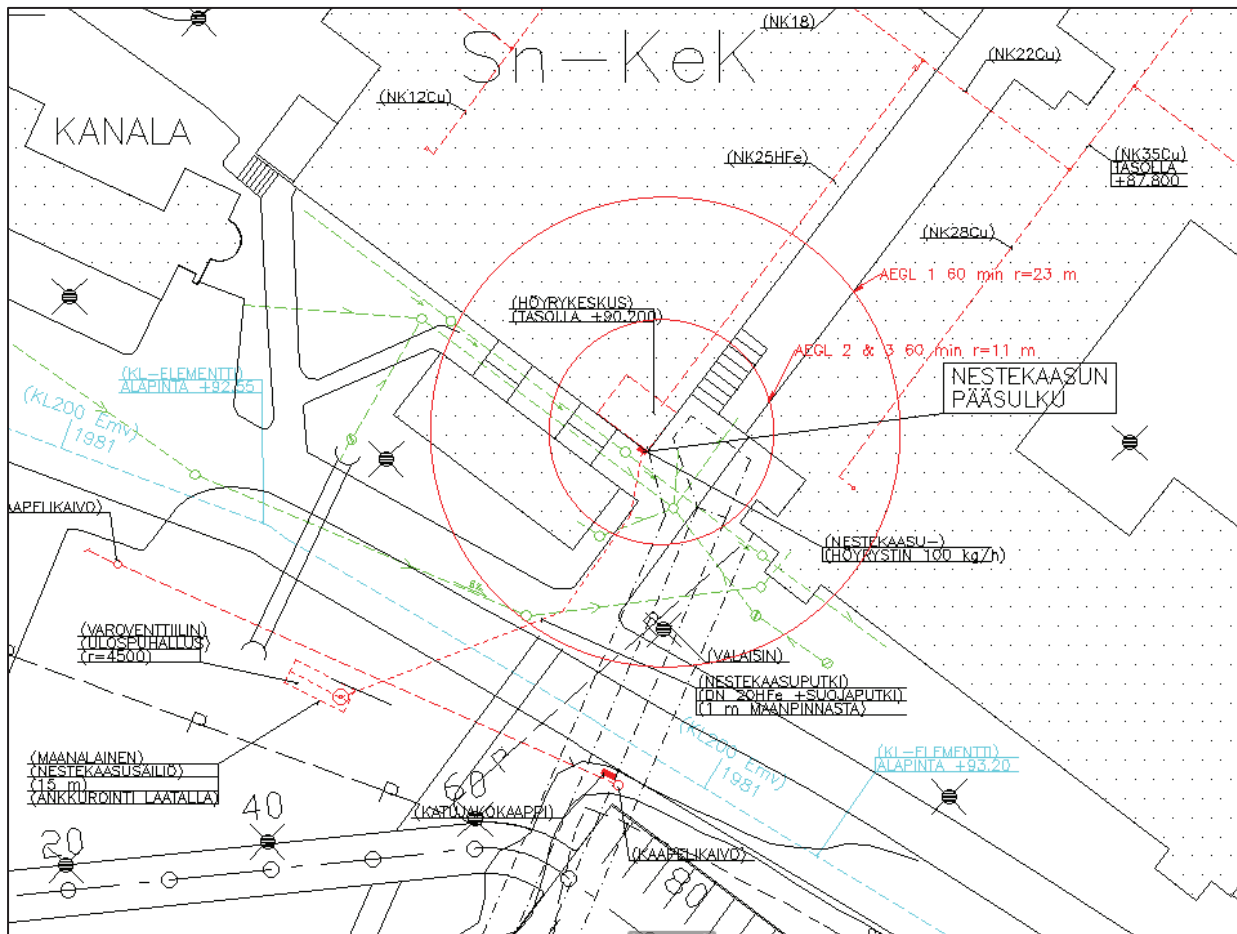 Sn-KeK
(NK18)
(NK22Cu)
(NK12Cu)
KANALA
(NK25HFe)
(NK35Cu)
TASOLLA
+87.800
(NK28Cu)
AEGL 1 60 min r=23 m
(HÖYRYKESKUS)
(TASOLLA +90.200)
AEGL 2 & 3 60 min r=11 m
NESTEKAASUN
PÄÄSULKU
(KL-ELEMENTTI)
ALAPINTA +92.55
(KL200 Emv)
1981
AAPELIKAIVO)
(NESTEKAASU-)
(HÖYRYSTIN 100 kg/h)
(VAROVENTTIILIN)
(ULOSPUHALLUS)
(r=4500)
(VALAISIN)
(NESTEKAASUPUTKI)
(DN 20HFe +SUOJAPUTKI)
(1 m MAANPINNASTA)
P
(MAANALAINEN)
(NESTEKAASUSÄILIÖ)
(15 m)
(ANKKUROINTI LAATALLA)
(KL200 Emv)
1981
(KL-ELEMENTTI)
ALAPINTA +93.20
P
60 P
(KATUJAKOKAAPPI)
40
20
(KAAPELIKAIVO)
80